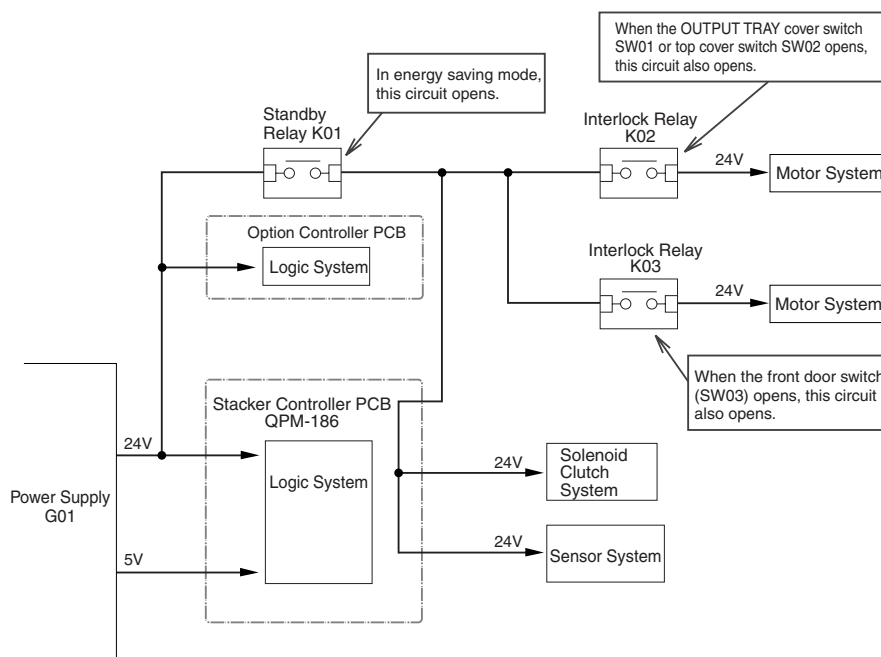 When the OUTPUT TRAY cover switch
SW01 or top cover switch SW02 opens,
this circuit also opens.
In energy saving mode,
this circuit opens.
Standby
Relay K01
Interlock Relay
K02
24V
Motor System
Option Controller PCB
Logic System
Interlock Relay
K03
24V
Motor System
When the front door switch
(SW03) opens, this circuit
also opens.
Stacker Controller PCB
QPM-186
24V
Logic System
24V
Solenoid
Clutch
System
Power Supply
G01
5V
24V
Sensor System